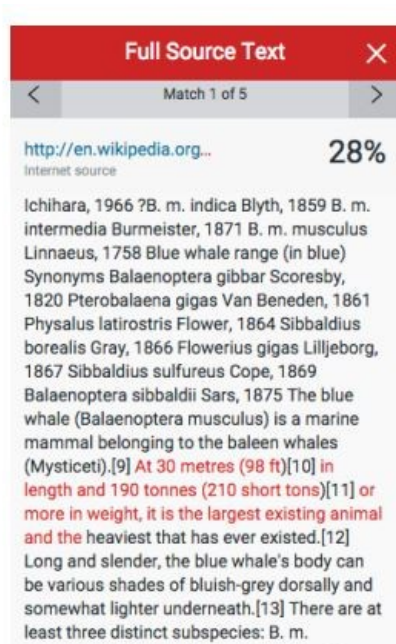 Full Source Text
Match 1 of 5
http://en.wikipedia.org...
28%
Internet source
Ichihara, 1966 ?B. m. indica Blyth, 1859 B. m.
intermedia Burmeister, 1871 B. m. musculus
Linnaeus, 1758 Blue whale range (in blue)
Synonyms Balaenoptera gibbar Scoresby,
1820 Pterobalaena gigas Van Beneden, 1861
Physalus latirostris Flower, 1864 Sibbaldius
borealis Gray, 1866 Flowerius gigas Lilljeborg,
1867 Sibbaldius sulfureus Cope, 1869
Balaenoptera sibbaldii Sars, 1875 The blue
whale (Balaenoptera musculus) is a marine
mammal belonging to the baleen whales
(Mysticeti).[9] At 30 metres (98 ft)[10] in
length and 190 tonnes (210 short tons)[11] or
more in weight, it is the largest existing animal
and the heaviest that has ever existed.[12]
Long and slender, the blue whale's body can
be various shades of bluish-grey dorsally and
somewhat lighter underneath.[13] There are at
least three distinct subspecies: B. m.